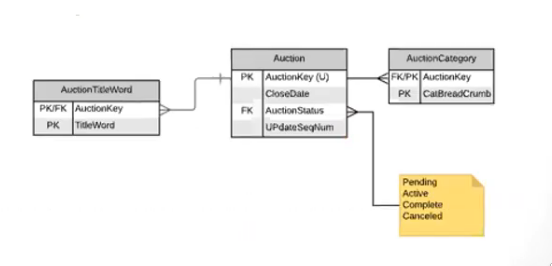 AuctionTitleWord
PK/FK AuctionKey
PK TitleWord
Auction
PK AuctionKey (U)
CloseDate
FK AuctionStatus
UPdateSeqNum
AuctionCategory
FK/PK AuctionKey
PK CatBreadCrumb
Pending
Active
Complete
Canceled